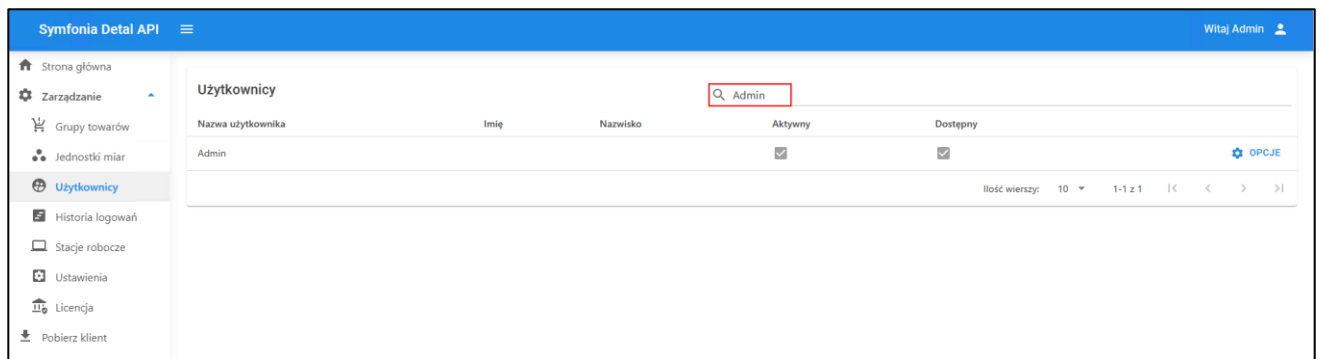 Symfonia Detal API
Witaj Admin
Strona główna
Zarządzanie
Grupy towarów
Jednostki miar
Użytkownicy
Historia logowań
Stacje robocze
Ustawienia
Licencja
Pobierz klient
Użytkownicy
Admin
Nazwa użytkownika Imię Nazwisko Aktywny Dostępny
Admin OPCJE
Ilość wierszy: 10 1-1 z 1